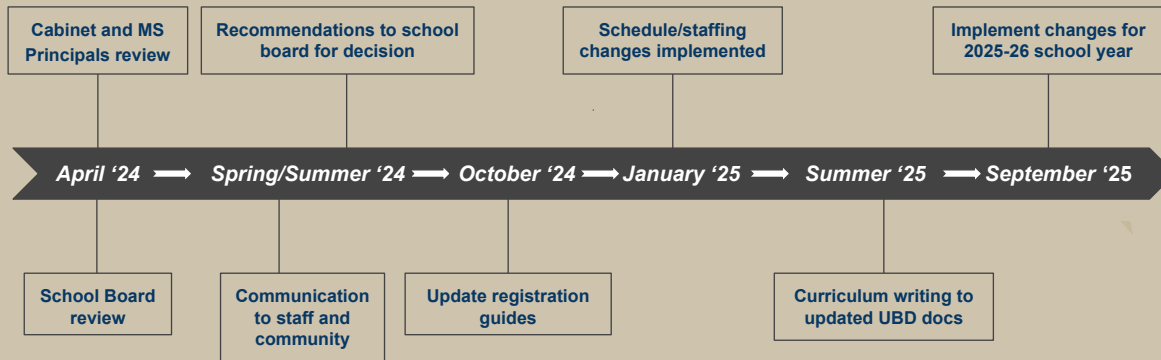 Cabinet and MS
Principals review
Recommendations to school
board for decision
Schedule/staffing
changes implemented
Implement changes for
2025-26 school year
April ‘24
Spring/Summer ‘24
October ‘24
January ‘25
Summer ‘25
September ‘25
School Board
review
Communication
to staff and
community
Update registration
guides
Curriculum writing to
updated UBD docs